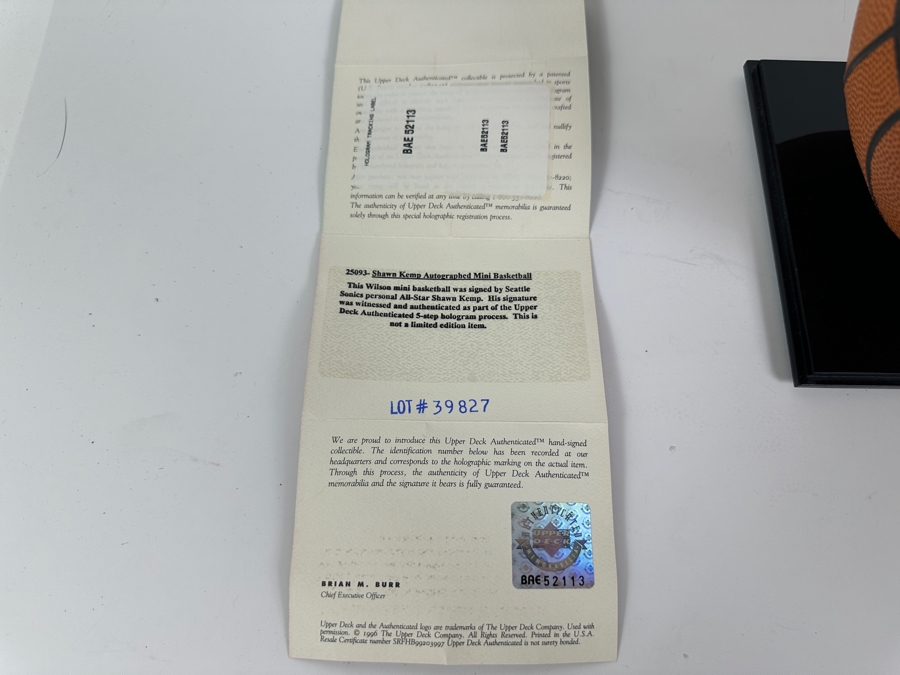 This Upper Deck Authenticated™ collectible is protected by a patented
HOLOGRAM TRACKING LABEL
BAE 52113
BAE 52113
BAE 52113
nullify
in the
This
information can be verified at any time by calling
The authenticity of Upper Deck Authenticated™ memorabilia is guaranteed
solely through this special holographic registration process.
25093- Shawn Kemp Autographed Mini Basketball
This Wilson mini basketball was signed by Seattle
Sonics personal All-Star Shawn Kemp. His signature
was witnessed and authenticated as part of the Upper
Deck Authenticated 5-step hologram process. This is
not a limited edition item.
LOT # 39827
We are proud to introduce this Upper Deck Authenticated™ hand-signed
collectible. The identification number below has been recorded at our
headquarters and corresponds to the holographic marking on the actual item.
Through this process, the authenticity of Upper Deck Authenticated™
memorabilia and the signature it bears is fully guaranteed.
AUTHENTICATED
UPPER
DECK
BAE52113
BRIAN M. BURR
Chief Executive Officer
Upper Deck and the Authenticated logo are trademarks of The Upper Deck Company. Used with
permission. © 1996 The Upper Deck Company. All Rights Reserved. Printed in the U.S.A.
Resale Certificate number SRFHB99203997 Upper Deck Authenticated is not surety bonded.